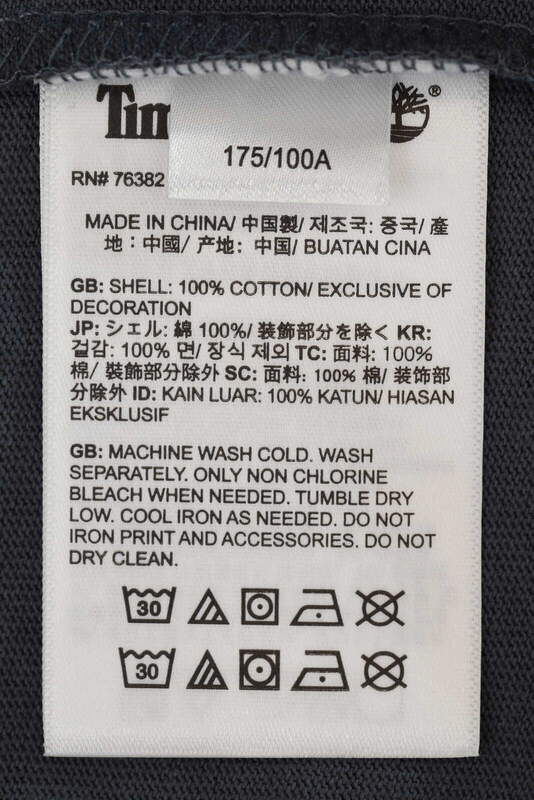 Tim
®
175/100A
RN# 76382
MADE IN CHINA/ 中国製/ 제조국: 중국/ 產
地：中國/ 产地: 中国/ BUATAN CINA
GB: SHELL: 100% COTTON/ EXCLUSIVE OF
DECORATION
JP: シェル: 綿 100%/ 装飾部分を除く KR:
겉감: 100% 면/ 장식 제외 TC: 面料: 100%
棉/ 裝飾部分除外 SC: 面料: 100% 棉/ 装饰部
分除外 ID: KAIN LUAR: 100% KATUN/ HIASAN
EKSKLUSIF
GB: MACHINE WASH COLD. WASH
SEPARATELY. ONLY NON CHLORINE
BLEACH WHEN NEEDED. TUMBLE DRY
LOW. COOL IRON AS NEEDED. DO NOT
IRON PRINT AND ACCESSORIES. DO NOT
DRY CLEAN.
30
30